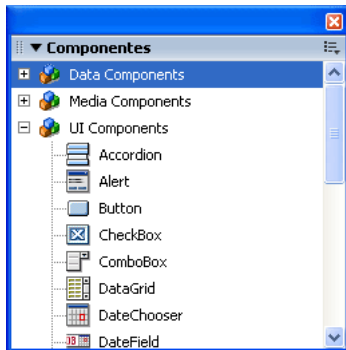 Componentes
Data Components
Media Components
UI Components
Accordion
Alert
Button
CheckBox
ComboBox
DataGrid
DateChooser
DateField